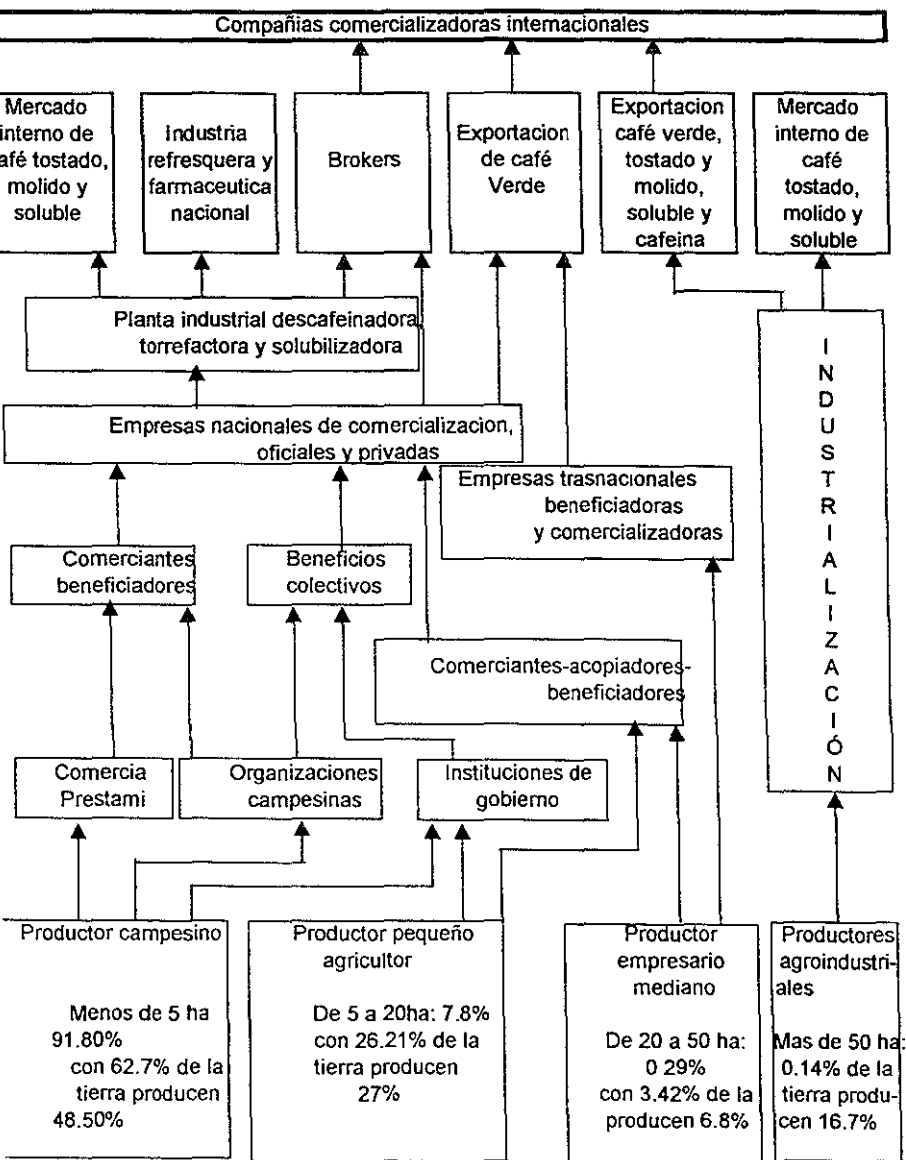 Compañias comercializadoras internacionales
Mercado
interno de
afé tostado,
molido y
soluble
Industria
refresquera y
farmaceutica
nacional
Brokers
Exportacion
de café
Verde
Exportacion
café verde,
tostado y
molido,
soluble y
cafeina
Mercado
interno de
café
tostado,
molido y
soluble
Planta industrial descafeinadora
torrefactora y solubilizadora
Empresas nacionales de comercializacion,
oficiales y privadas
Empresas trasnacionales
beneficiadoras
y comercializadoras
INDUSTRIALIZACIÓN
Comerciantes
beneficiadores
Beneficios
colectivos
Comerciantes-acopiadores-
beneficiadores
Comercia
Prestami
Organizaciones
campesinas
Instituciones de
gobierno
Productor campesino
Menos de 5 ha
91.80%
con 62.7% de la
tierra producen
48.50%
Productor pequeño
agricultor
De 5 a 20ha: 7.8%
con 26.21% de la
tierra producen
27%
Productor
empresario
mediano
De 20 a 50 ha:
0 29%
con 3.42% de la
producen 6.8%
Productores
agroindustri-
ales
Mas de 50 ha:
0.14% de la
tierra produ-
cen 16.7%